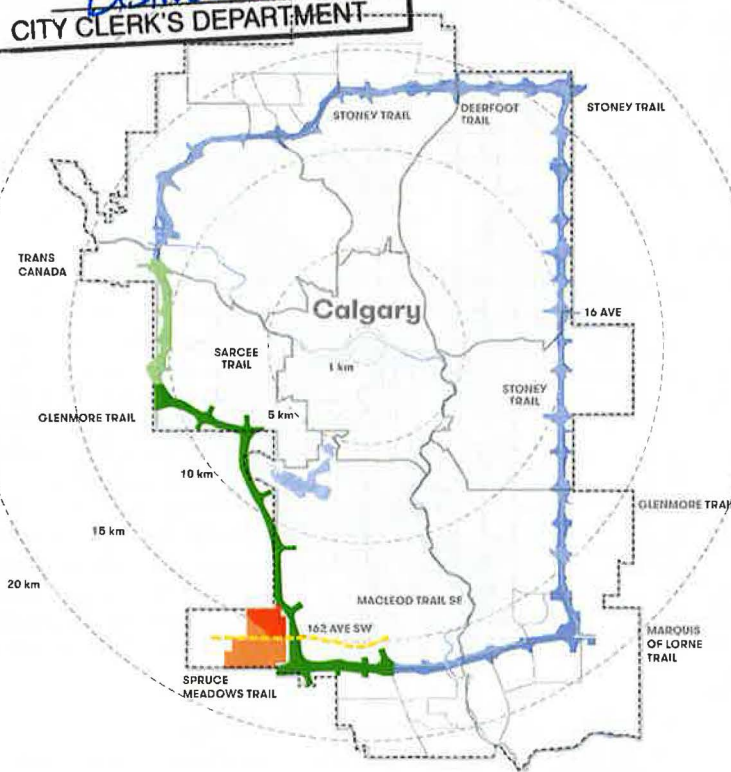 CITY CLERK'S DEPARTMENT
STONEY TRAIL
DEERFOOT
TRAIL
STONEY TRAIL
TRANS
CANADA
Calgary
16 AVE
SARCEE
TRAIL
1 km
STONEY
TRAIL
GLENMORE TRAIL
5 km
10 km
GLENMORE TRAI
15 km
20 km
MACLEOD TRAIL SE
162 AVE SW
MARQUIS
OF LORNE
TRAIL
SPRUCE
MEADOWS TRAIL